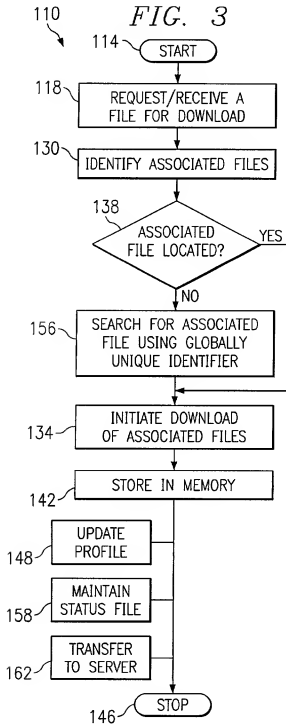 110
FIG. 3
114
START
118
REQUEST/RECEIVE A
FILE FOR DOWNLOAD
130
IDENTIFY ASSOCIATED FILES
138
ASSOCIATED
FILE LOCATED?
YES
NO
156
SEARCH FOR ASSOCIATED
FILE USING GLOBALLY
UNIQUE IDENTIFIER
134
INITIATE DOWNLOAD
OF ASSOCIATED FILES
142
STORE IN MEMORY
148
UPDATE
PROFILE
158
MAINTAIN
STATUS FILE
162
TRANSFER
TO SERVER
146
STOP